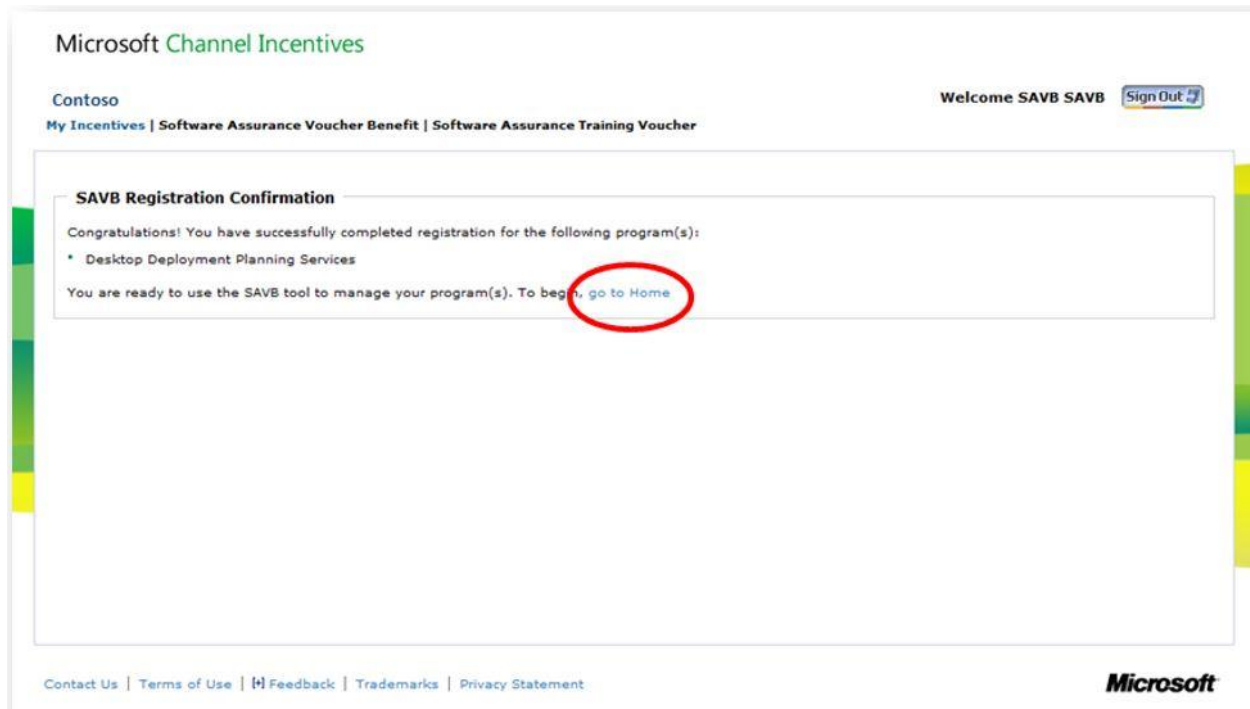 Microsoft Channel Incentives
Contoso
Welcome SAVB SAVB Sign Out
My Incentives | Software Assurance Voucher Benefit | Software Assurance Training Voucher
SAVB Registration Confirmation
Congratulations! You have successfully completed registration for the following program(s):
• Desktop Deployment Planning Services
You are ready to use the SAVB tool to manage your program(s). To begin, go to Home
Contact Us | Terms of Use | [+] Feedback | Trademarks | Privacy Statement
Microsoft